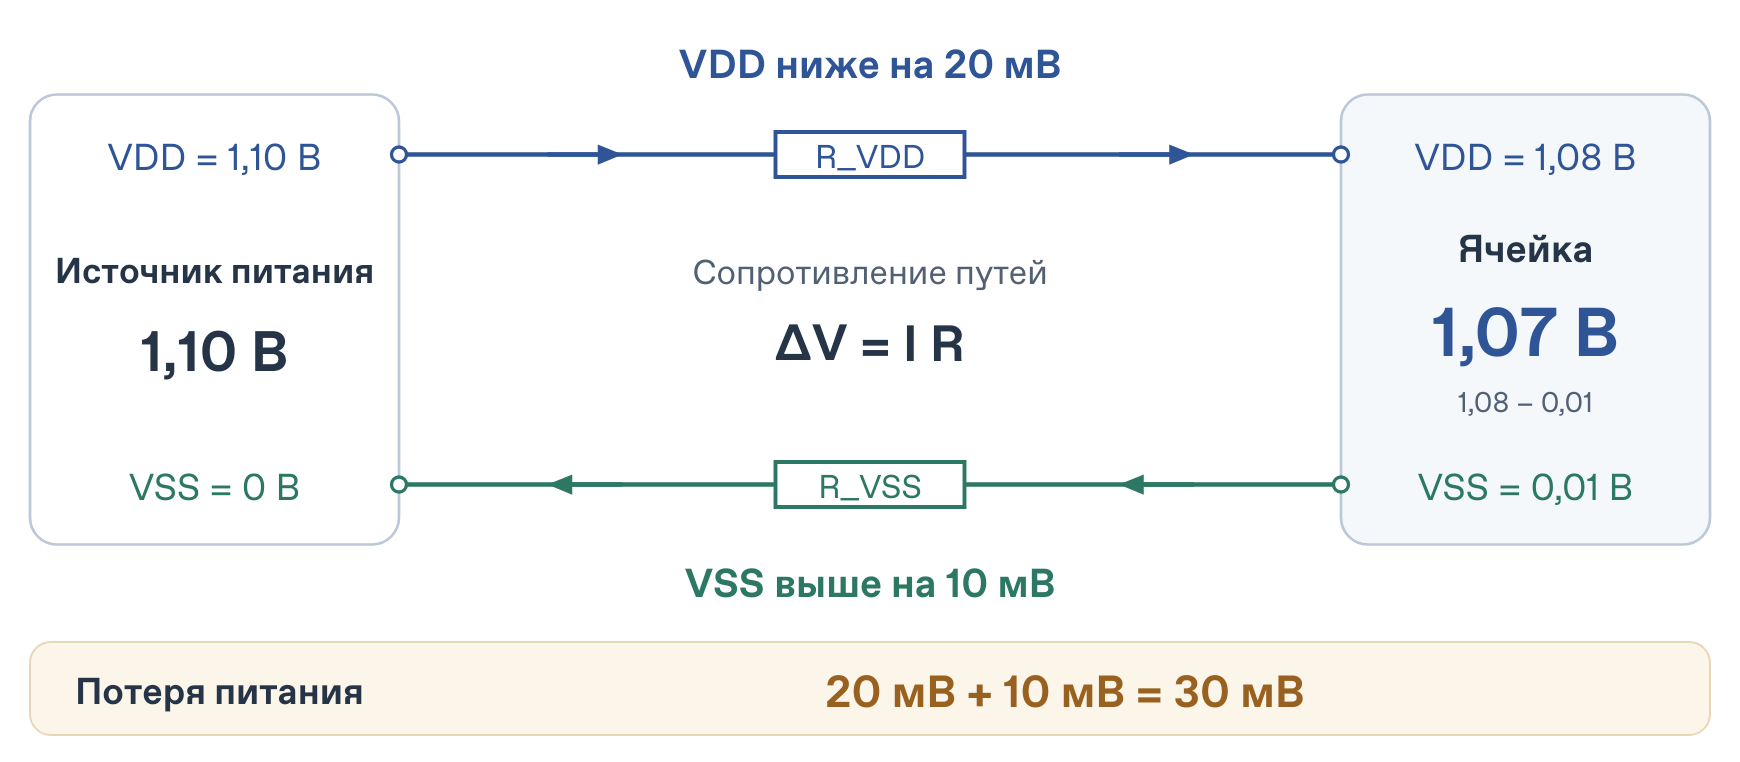 VDD ниже на 20 мВ
VDD = 1,10 В
R_VDD
VDD = 1,08 В
Источник питания
1,10 В
Сопротивление путей
ΔV = I R
Ячейка
1,07 В
1,08 – 0,01
VSS = 0 В
R_VSS
VSS = 0,01 В
VSS выше на 10 мВ
Потеря питания
20 мВ + 10 мВ = 30 мВ